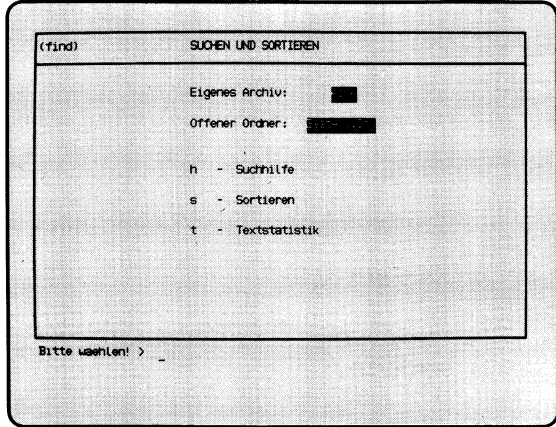 (find) SUCHEN UND SORTIEREN
Eigenes Archiv:
Offener Ordner:
h - Suchhilfe
s - Sortieren
t - Textstatistik
Bitte waehlen! > _